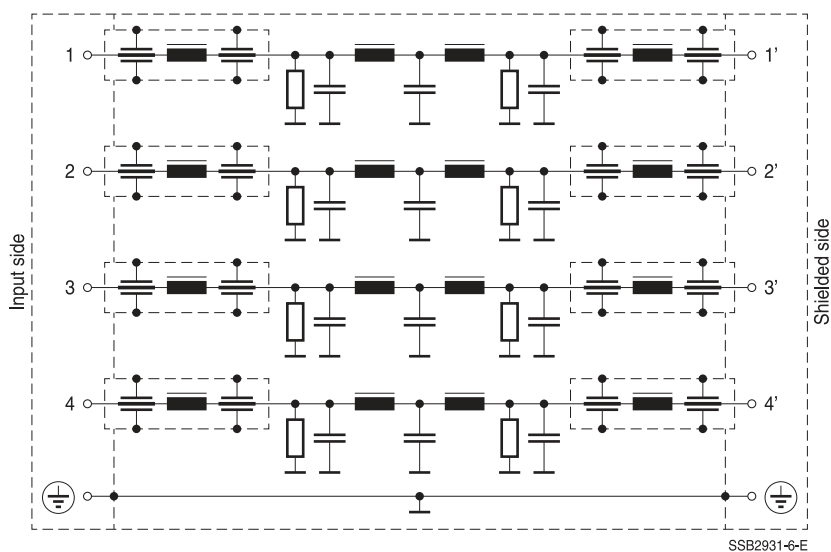 1 1'
2 2'
Input side
Shielded side
3 3'
4 4'
SSB2931-6-E